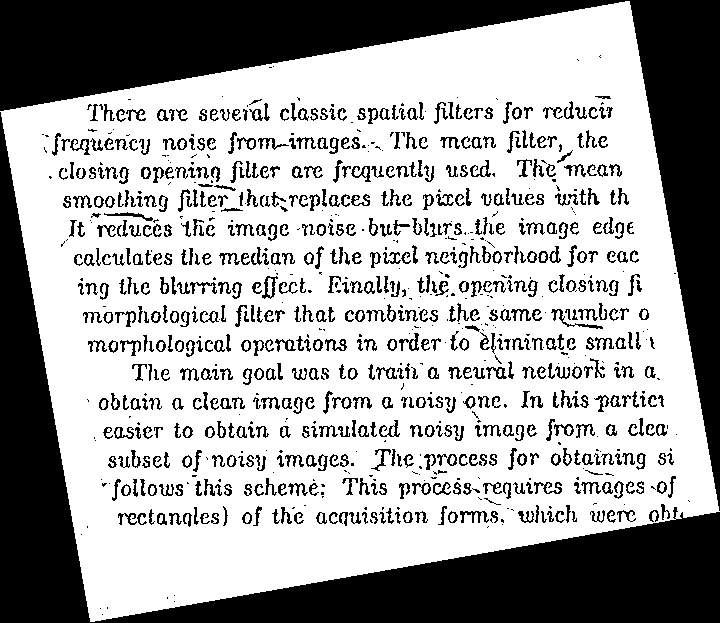 There are several classic spatial filters for reducin
frequency noise from images. The mean filter, the
closing opening filter are frequently used. The mean
smoothing filter that replaces the pixel values with th
It reduces the image noise but blurs the image edge
calculates the median of the pixel neighborhood for eac
ing the blurring effect. Finally, the opening closing fi
morphological filter that combines the same number o
morphological operations in order to eliminate small
The main goal was to train a neural network in a
obtain a clean image from a noisy one. In this particu
easier to obtain a simulated noisy image from a clea
subset of noisy images. The process for obtaining si
follows this scheme: This process requires images of
rectangles) of the acquisition forms, which were obt